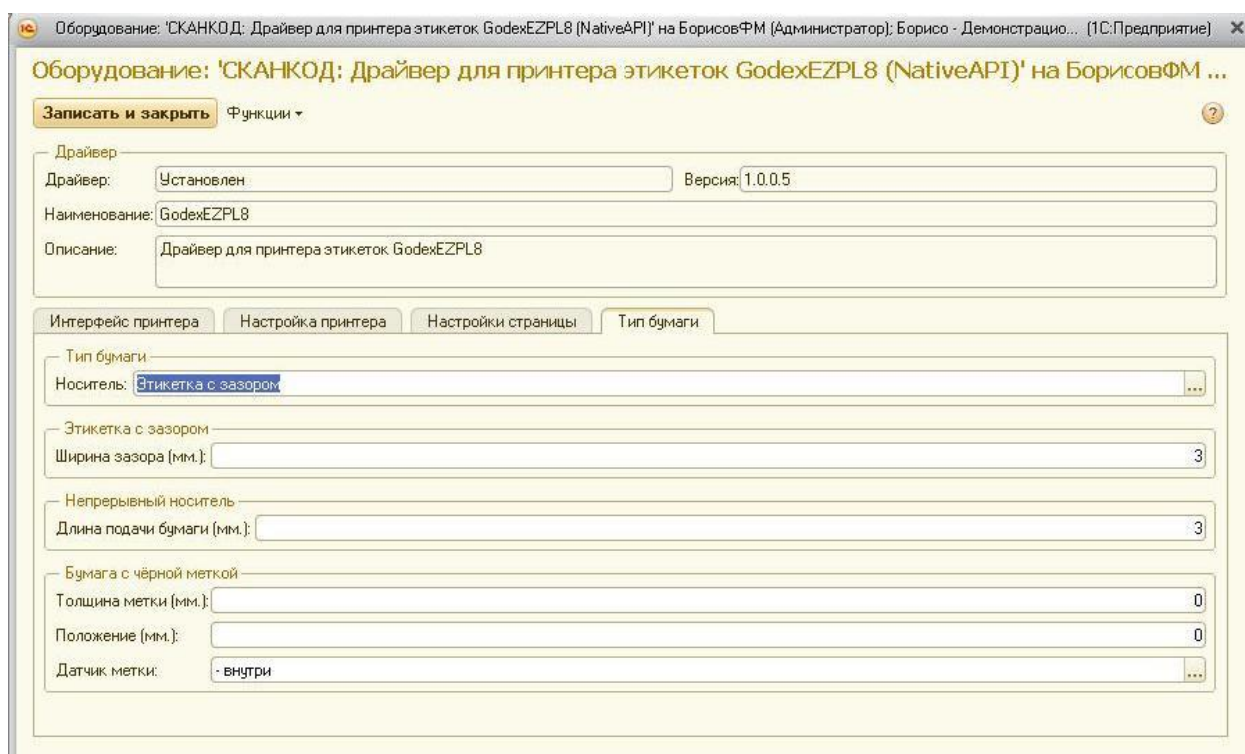 Оборудование: 'СКАНКОД: Драйвер для принтера этикеток GodexEZPL8 (NativeAPI)' на БорисовФМ (Администратор); Борисо - Демонстрацио... (1С:Предприятие)
Оборудование: 'СКАНКОД: Драйвер для принтера этикеток GodexEZPL8 (NativeAPI)' на БорисовФМ ...
Записать и закрыть Функции
Драйвер
Драйвер: Установлен Версия: 1.0.0.5
Наименование: GodexEZPL8
Описание: Драйвер для принтера этикеток GodexEZPL8
Интерфейс принтера Настройка принтера Настройки страницы Тип бумаги
Тип бумаги
Носитель: Этикетка с зазором ...
Этикетка с зазором
Ширина зазора (мм.): 3
Непрерывный носитель
Длина подачи бумаги (мм.): 3
Бумага с чёрной меткой
Толщина метки (мм.): 0
Положение (мм.): 0
Датчик метки: - внутри ...